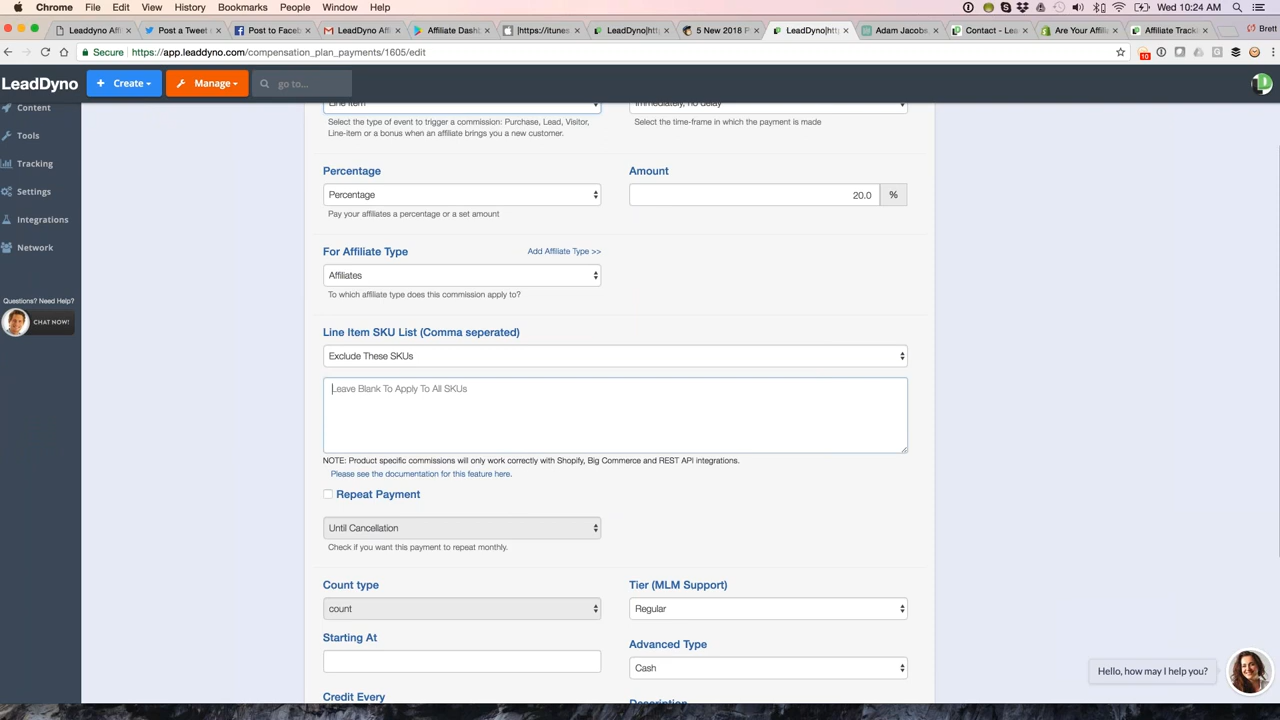 Chrome File Edit View History Bookmarks People Window Help Wed 10:24 AM
Leaddyno Affi Post a Tweet Post to Facebo GMail LeadDyno Af Affiliate Dash |https://itunes LeadDyno|http 5 New 2018 P LeadDyno|http Adam Jacobs Contact - Lea Are Your Affilia Affiliate Track Brett
Secure https://app.leaddyno.com/compensation_plan_payments/1605/edit
10
LeadDyno + Create Manage go to...
Content
Line Item
Immediately, no delay
Select the type of event to trigger a commission: Purchase, Lead, Visitor,
Line-item or a bonus when an affiliate brings you a new customer.
Select the time-frame in which the payment is made
Tools
Tracking
Settings
Integrations
Network
Questions? Need Help?
CHAT NOW!
Percentage
Amount
Percentage
20.0 %
Pay your affiliates a percentage or a set amount
For Affiliate Type
Add Affiliate Type >>
Affiliates
To which affiliate type does this commission apply to?
Line Item SKU List (Comma seperated)
Exclude These SKUs
Leave Blank To Apply To All SKUs
NOTE: Product specific commissions will only work correctly with Shopify, Big Commerce and REST API integrations.
Please see the documentation for this feature here.
Repeat Payment
Until Cancellation
Check if you want this payment to repeat monthly.
Count type
Tier (MLM Support)
count
Regular
Starting At
Advanced Type
Cash
Credit Every
Description
Hello, how may I help you?